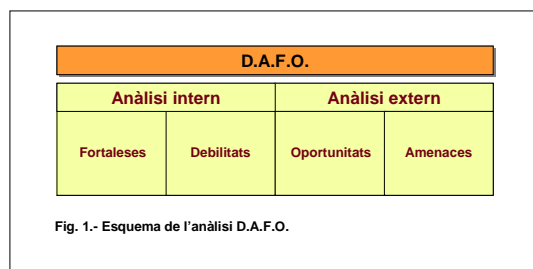 D.A.F.O.
Anàlisi intern Anàlisi extern
Fortaleses Debilitats Oportunitats Amenaces
Fig. 1.- Esquema de l'anàlisi D.A.F.O.